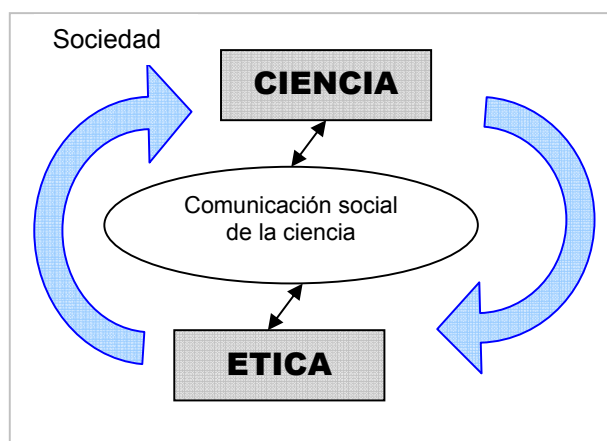 Sociedad
CIENCIA
Comunicación social
de la ciencia
ETICA